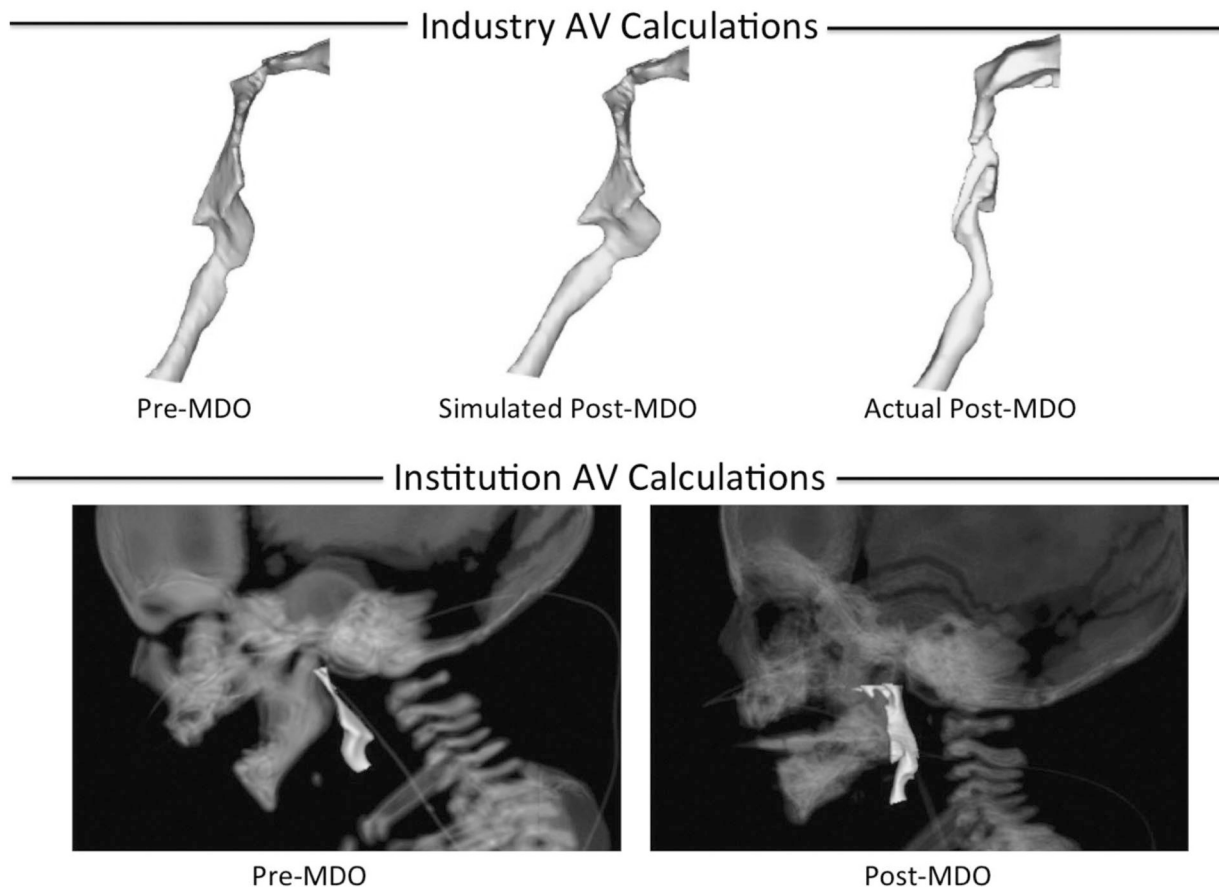 Industry AV Calculations
Pre-MDO
Simulated Post-MDO
Actual Post-MDO
Institution AV Calculations
Pre-MDO
Post-MDO